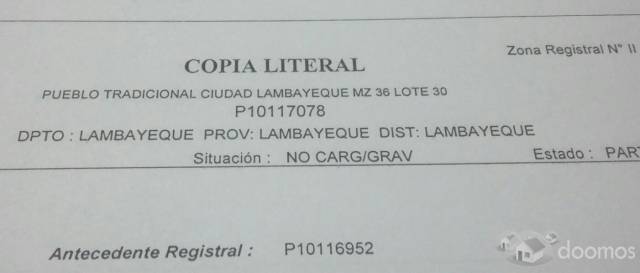 Zona Registral N° II
COPIA LITERAL
PUEBLO TRADICIONAL CIUDAD LAMBAYEQUE MZ 36 LOTE 30
P10117078
DPTO : LAMBAYEQUE PROV: LAMBAYEQUE DIST: LAMBAYEQUE
Situación : NO CARG/GRAV Estado : PART
Antecedente Registral : P10116952
doomos